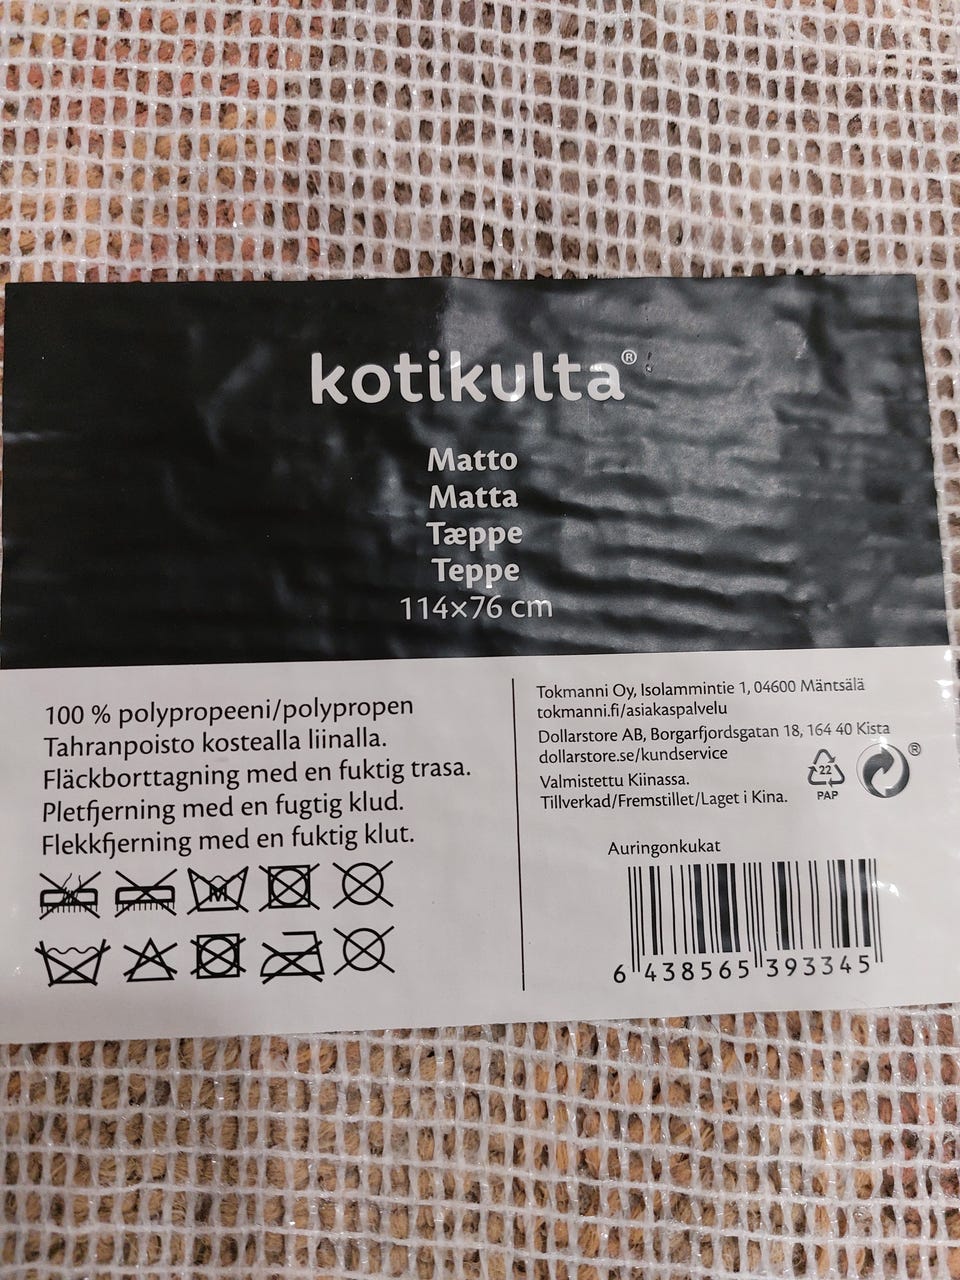 kotikulta®
Matto
Matta
Tæppe
Teppe
114×76 cm
100 % polypropeeni/polypropen
Tahranpoisto kostealla liinalla.
Fläckborttagning med en fuktig trasa.
Pletfjerning med en fugtig klud.
Flekkfjerning med en fuktig klut.
Tokmanni Oy, Isolammintie 1, 04600 Mäntsälä
tokmanni.fi/asiakaspalvelu
Dollarstore AB, Borgarfjordsgatan 18, 164 40 Kista
dollarstore.se/kundservice
Valmistettu Kiinassa.
Tillverkad/Fremstillet/Laget i Kina.
22
PAP
®
Auringonkukat
6 438565 393345